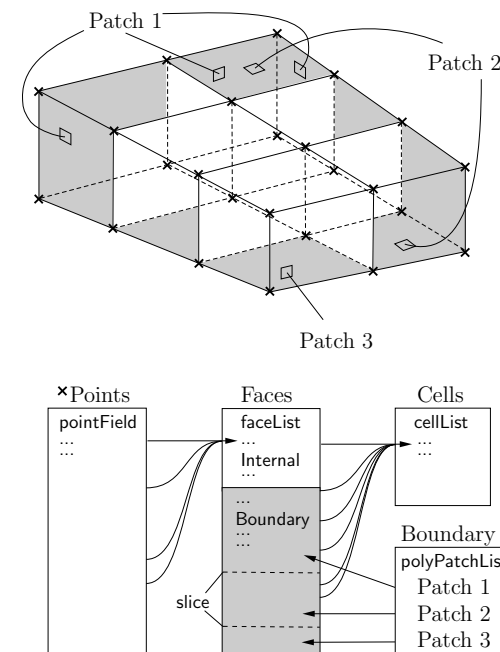 Patch 1
Patch 2
Patch 3
×Points
Faces
Cells
pointField
...
...
faceList
...
Internal
...
cellList
...
...
...
Boundary
...
...
slice
Boundary
polyPatchLis
Patch 1
Patch 2
Patch 3